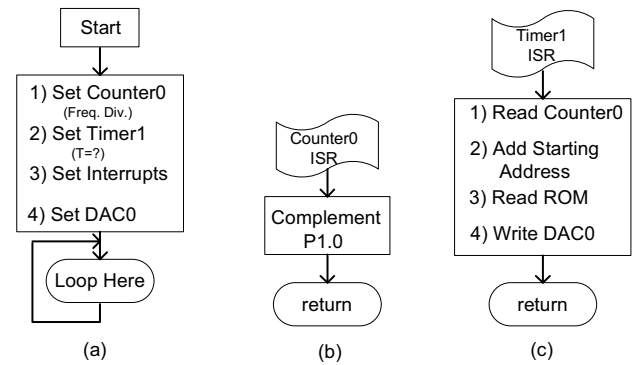 Start
1) Set Counter0
(Freq. Div.)
2) Set Timer1
(T=?)
3) Set Interrupts
4) Set DAC0
Loop Here
(a)
Counter0
ISR
Complement
P1.0
return
(b)
Timer1
ISR
1) Read Counter0
2) Add Starting
Address
3) Read ROM
4) Write DAC0
return
(c)